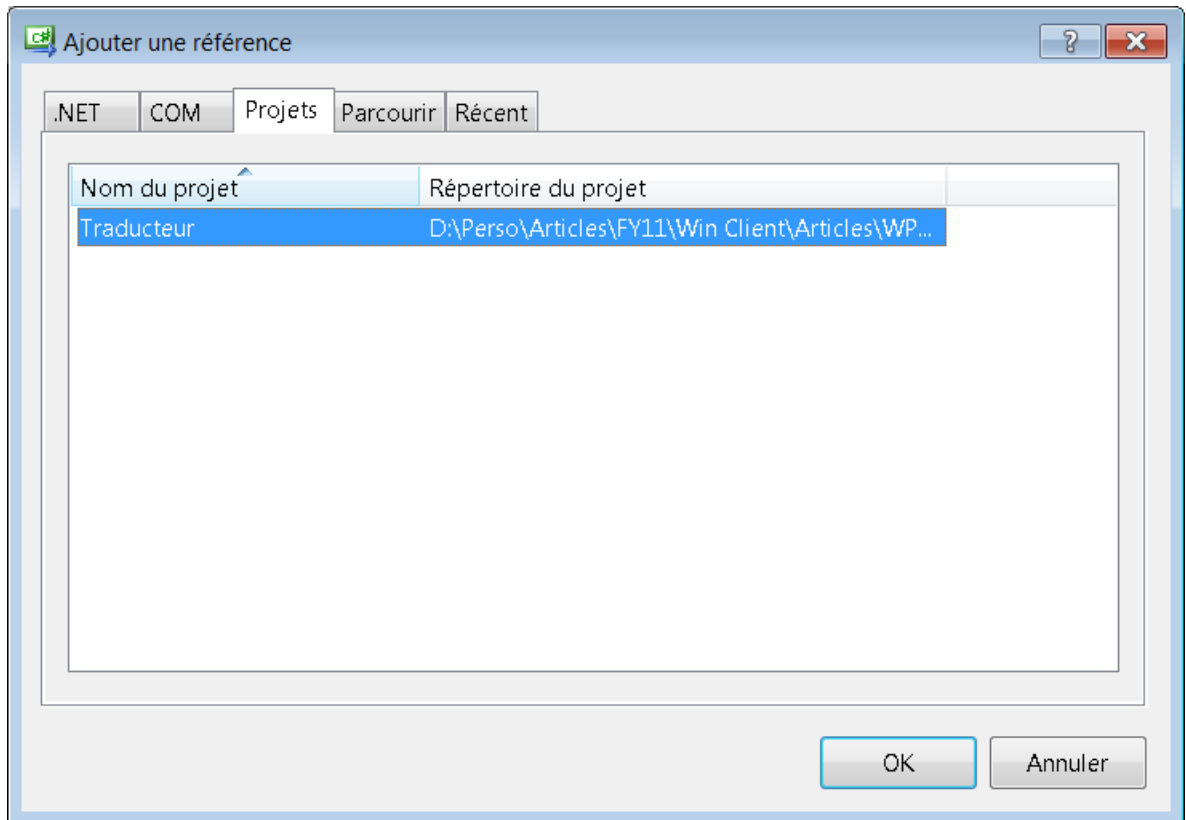 Ajouter une référence
.NET COM Projets Parcourir Récent
Nom du projet Répertoire du projet
Traducteur D:\Perso\Articles\FY11\Win Client\Articles\WP...
OK Annuler